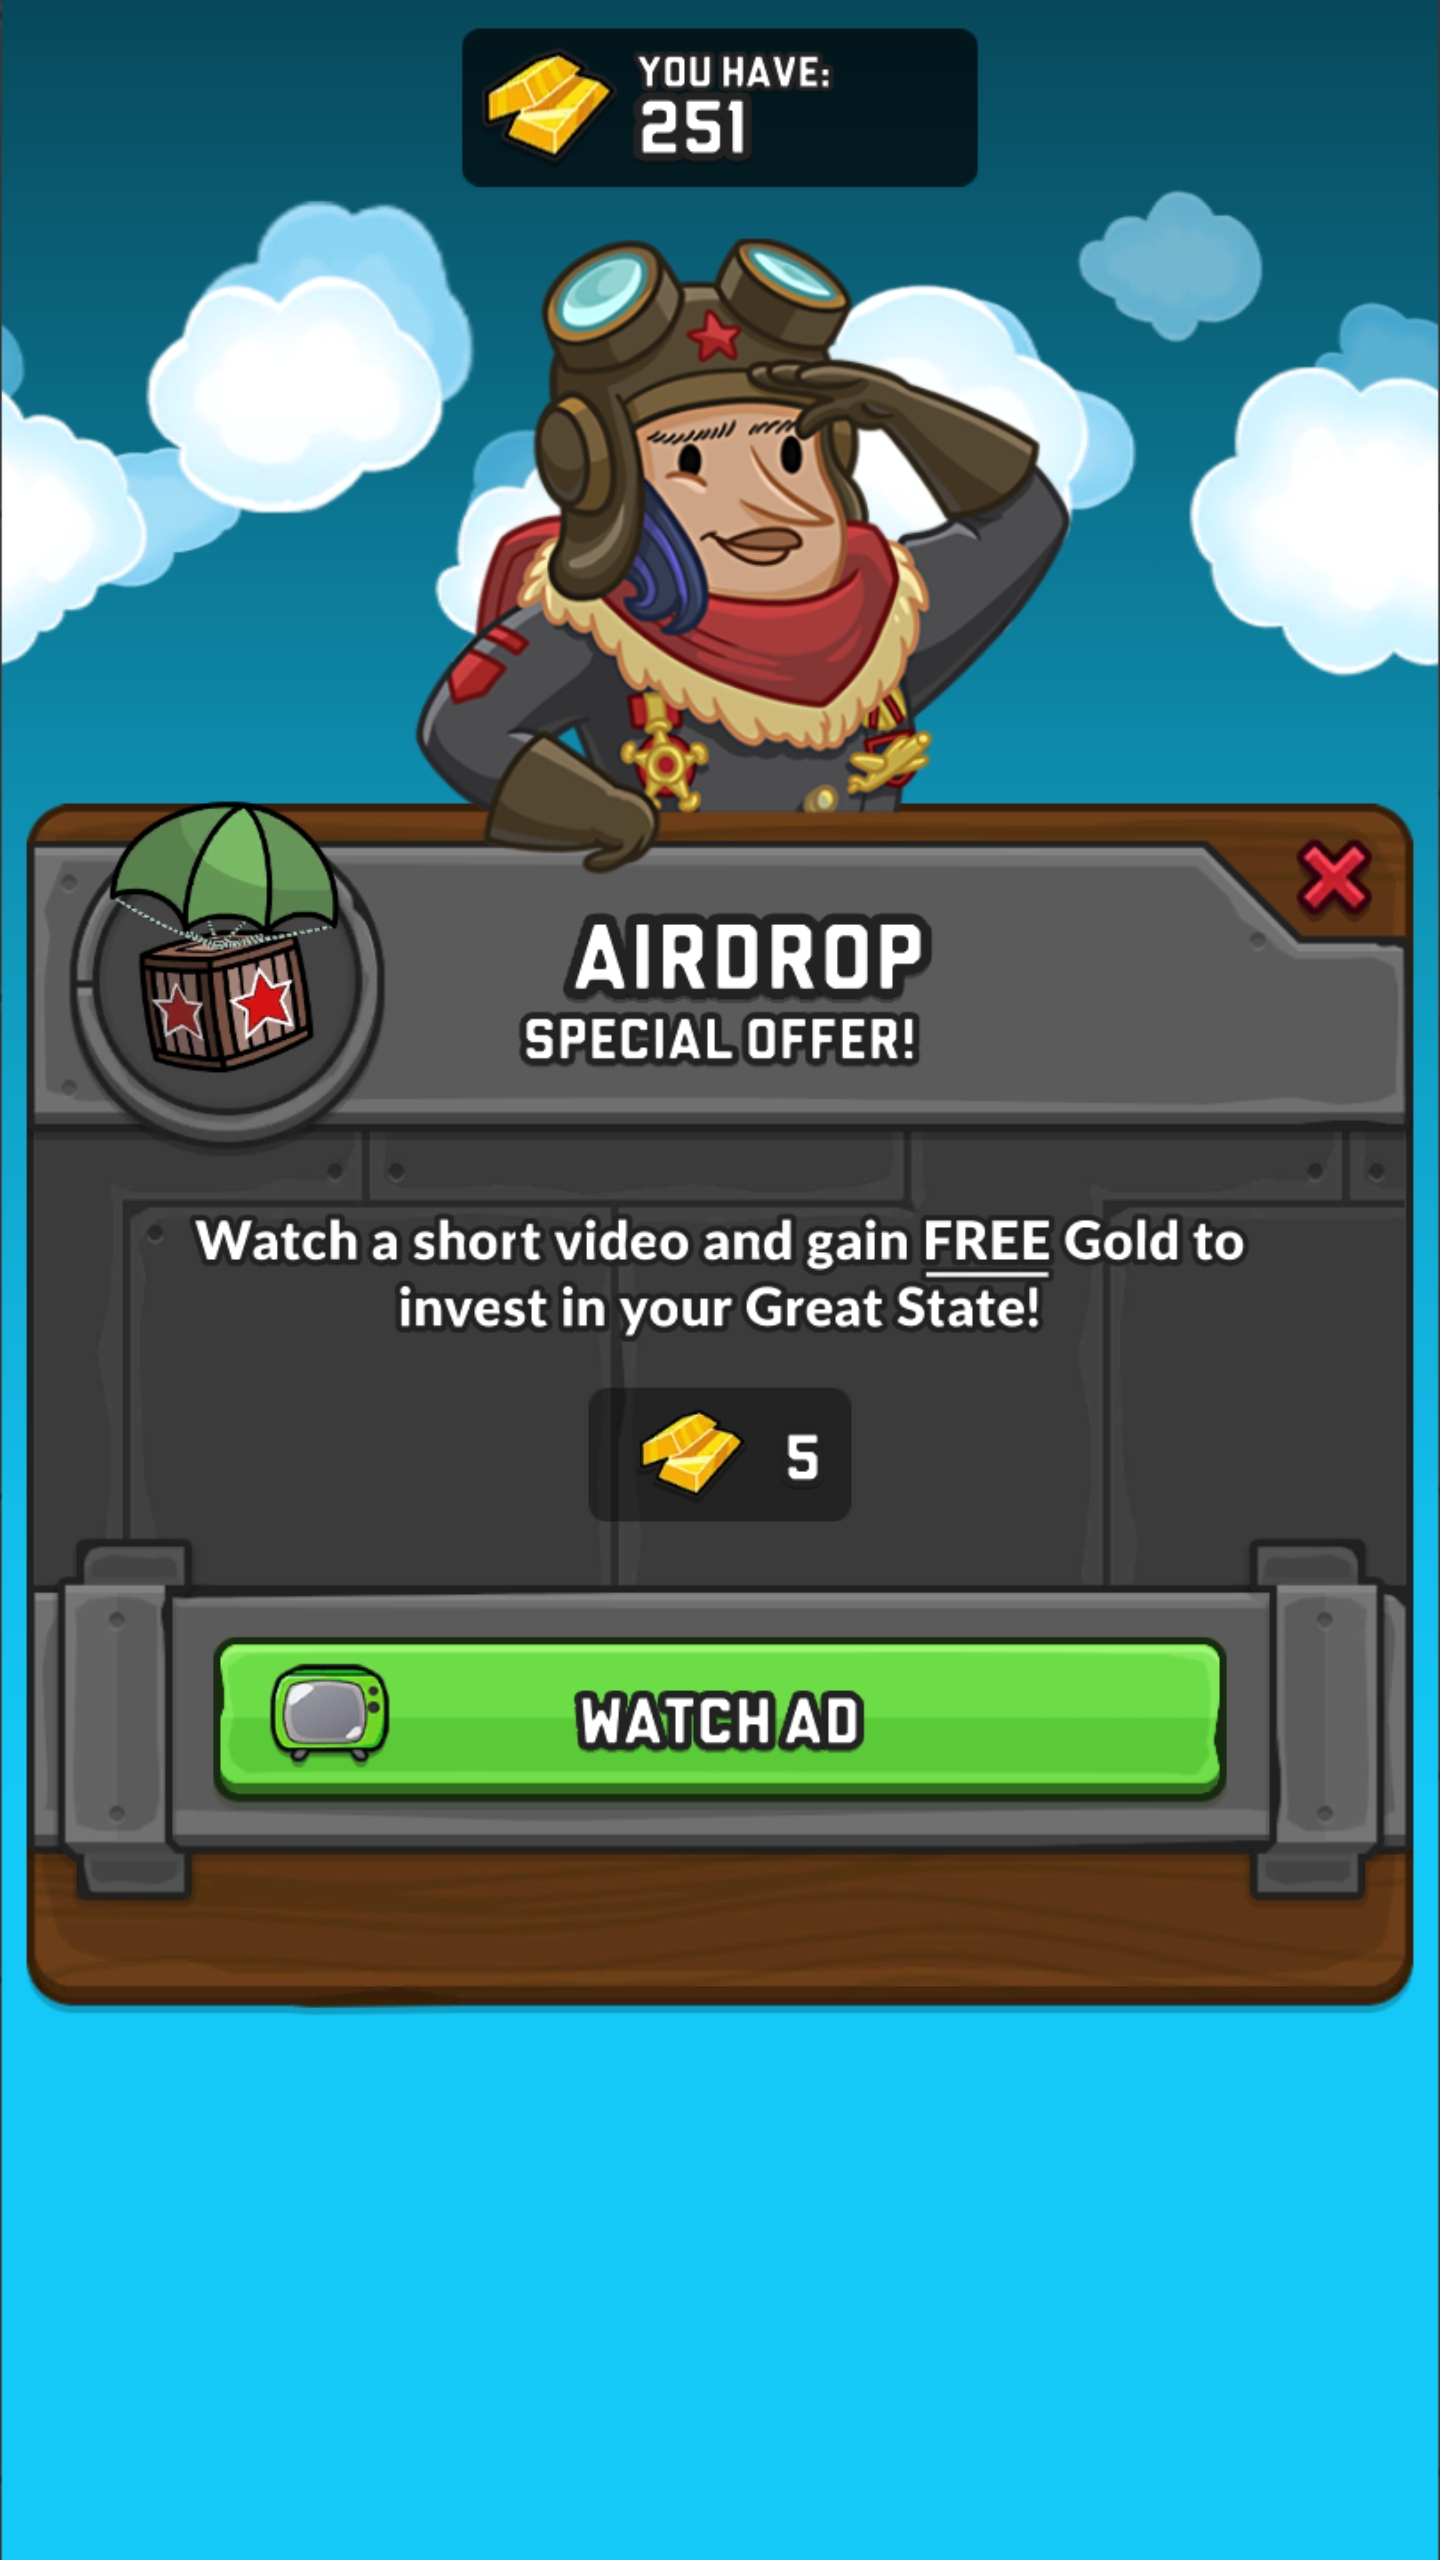 YOU HAVE:
251
AIRDROP
SPECIAL OFFER!
Watch a short video and gain FREE Gold to
invest in your Great State!
5
WATCH AD